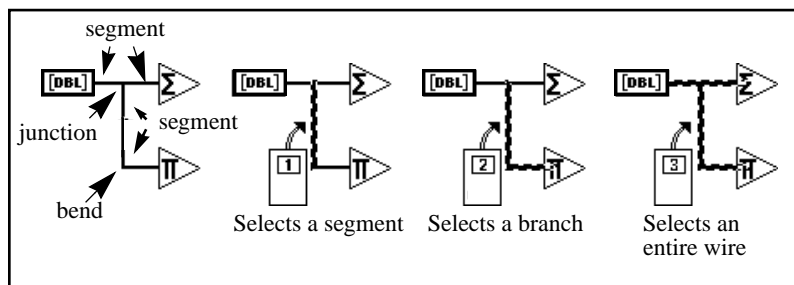 segment
[DBL] Σ [DBL] Σ [DBL] Σ [DBL] Σ
junction segment
1 2 3
Π Π Π Π
bend
Selects a segment Selects a branch Selects an
entire wire